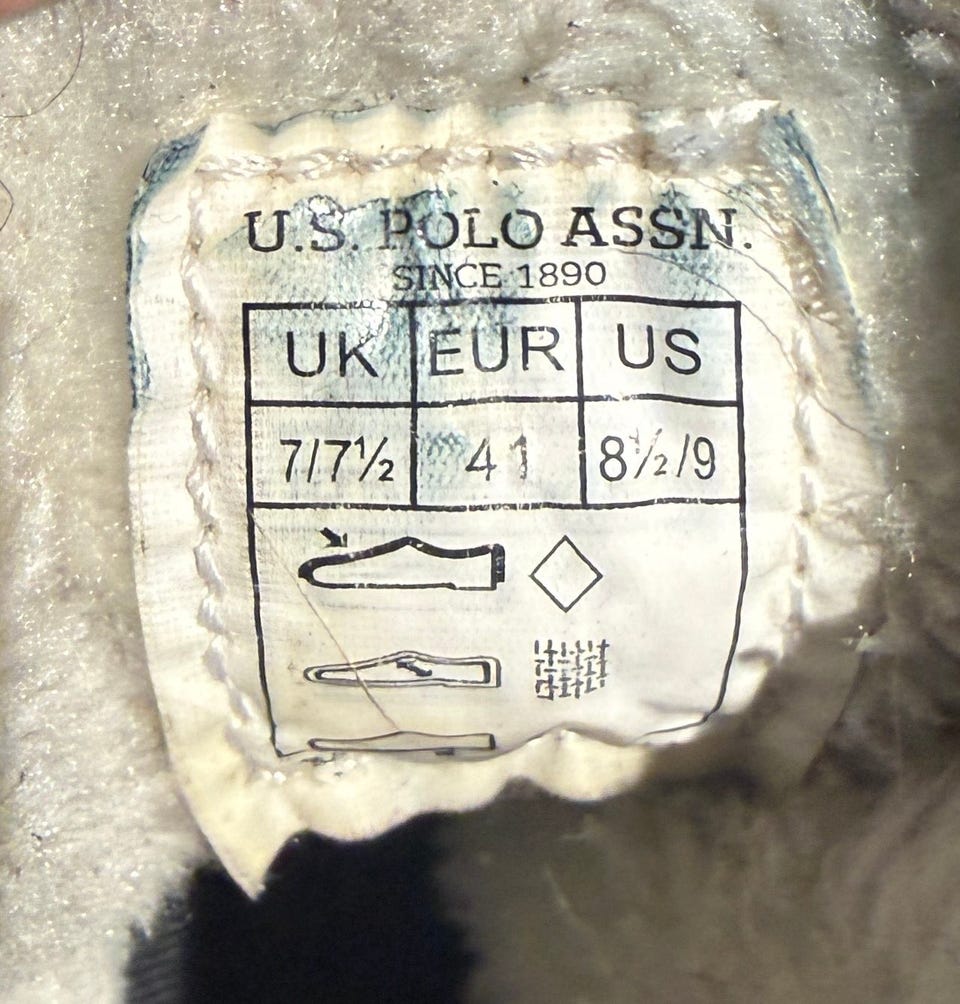 U.S. POLO ASSN.
SINCE 1890
UK EUR US
7/7½ 41 8½/9